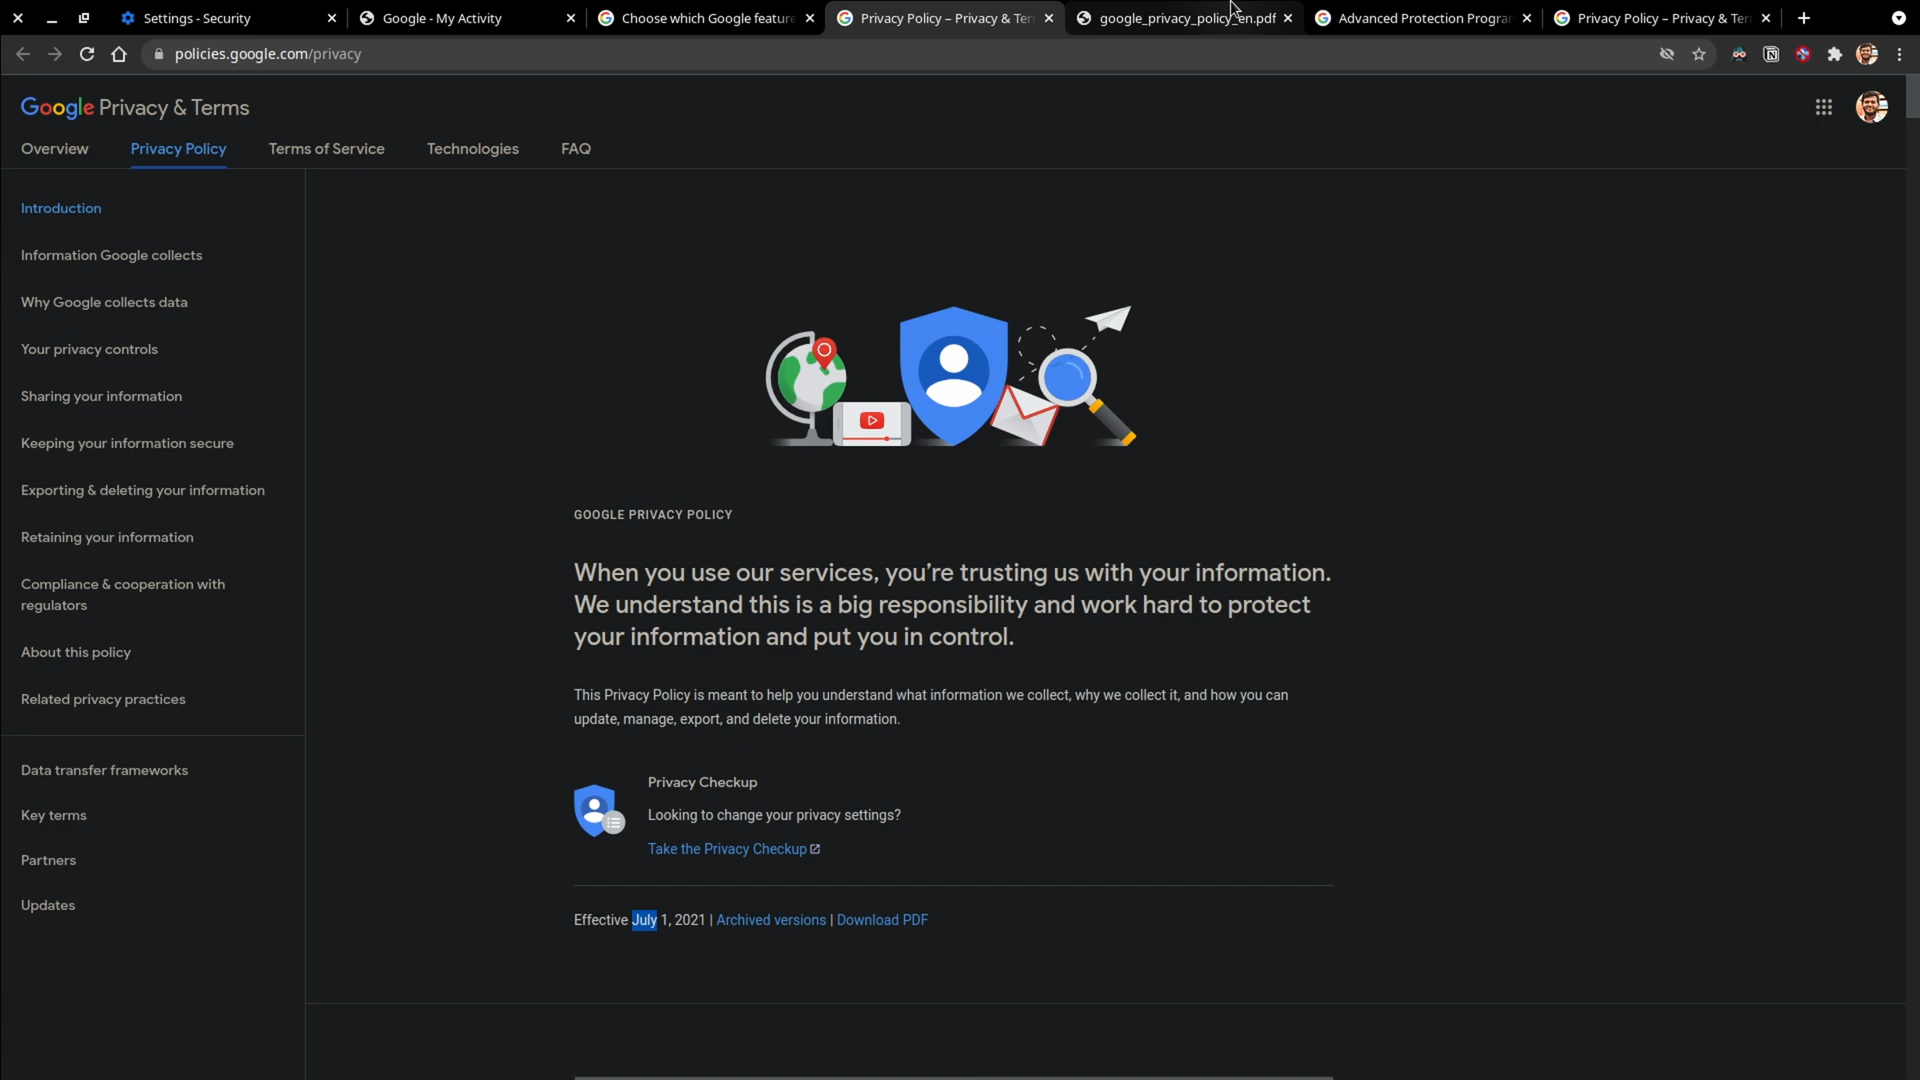 Settings - Security
Google - My Activity
Choose which Google feature
Privacy Policy – Privacy & Ter
google_privacy_policy_en.pdf
Advanced Protection Progra
Privacy Policy – Privacy & Ter
policies.google.com/privacy
Google Privacy & Terms
Overview
Privacy Policy
Terms of Service
Technologies
FAQ
Introduction
Information Google collects
Why Google collects data
Your privacy controls
Sharing your information
Keeping your information secure
Exporting & deleting your information
Retaining your information
Compliance & cooperation with
regulators
About this policy
Related privacy practices
Data transfer frameworks
Key terms
Partners
Updates
GOOGLE PRIVACY POLICY
When you use our services, you’re trusting us with your information.
We understand this is a big responsibility and work hard to protect
your information and put you in control.
This Privacy Policy is meant to help you understand what information we collect, why we collect it, and how you can
update, manage, export, and delete your information.
Privacy Checkup
Looking to change your privacy settings?
Take the Privacy Checkup
Effective July 1, 2021 | Archived versions | Download PDF